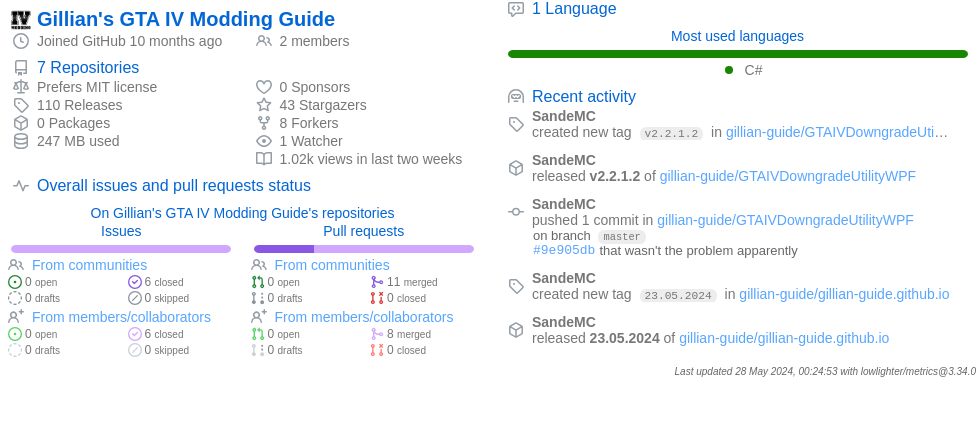 Gillian's GTA IV Modding Guide
Joined GitHub 10 months ago
2 members
7 Repositories
Prefers MIT license
110 Releases
0 Packages
247 MB used
0 Sponsors
43 Stargazers
8 Forkers
1 Watcher
1.02k views in last two weeks
Overall issues and pull requests status
On Gillian's GTA IV Modding Guide's repositories
Issues
From communities
0 open
6 closed
0 drafts
0 skipped
From members/collaborators
0 open
6 closed
0 drafts
0 skipped
Pull requests
From communities
0 open
11 merged
0 drafts
0 closed
From members/collaborators
0 open
8 merged
0 drafts
0 closed
1 Language
Most used languages
C#
Recent activity
SandeMC
created new tag v2.2.1.2 in gillian-guide/GTAIVDowngradeUti…
SandeMC
released v2.2.1.2 of gillian-guide/GTAIVDowngradeUtilityWPF
SandeMC
pushed 1 commit in gillian-guide/GTAIVDowngradeUtilityWPF
on branch master
#9e905db that wasn't the problem apparently
SandeMC
created new tag 23.05.2024 in gillian-guide/gillian-guide.github.io
SandeMC
released 23.05.2024 of gillian-guide/gillian-guide.github.io
Last updated 28 May 2024, 00:24:53 with lowlighter/metrics@3.34.0